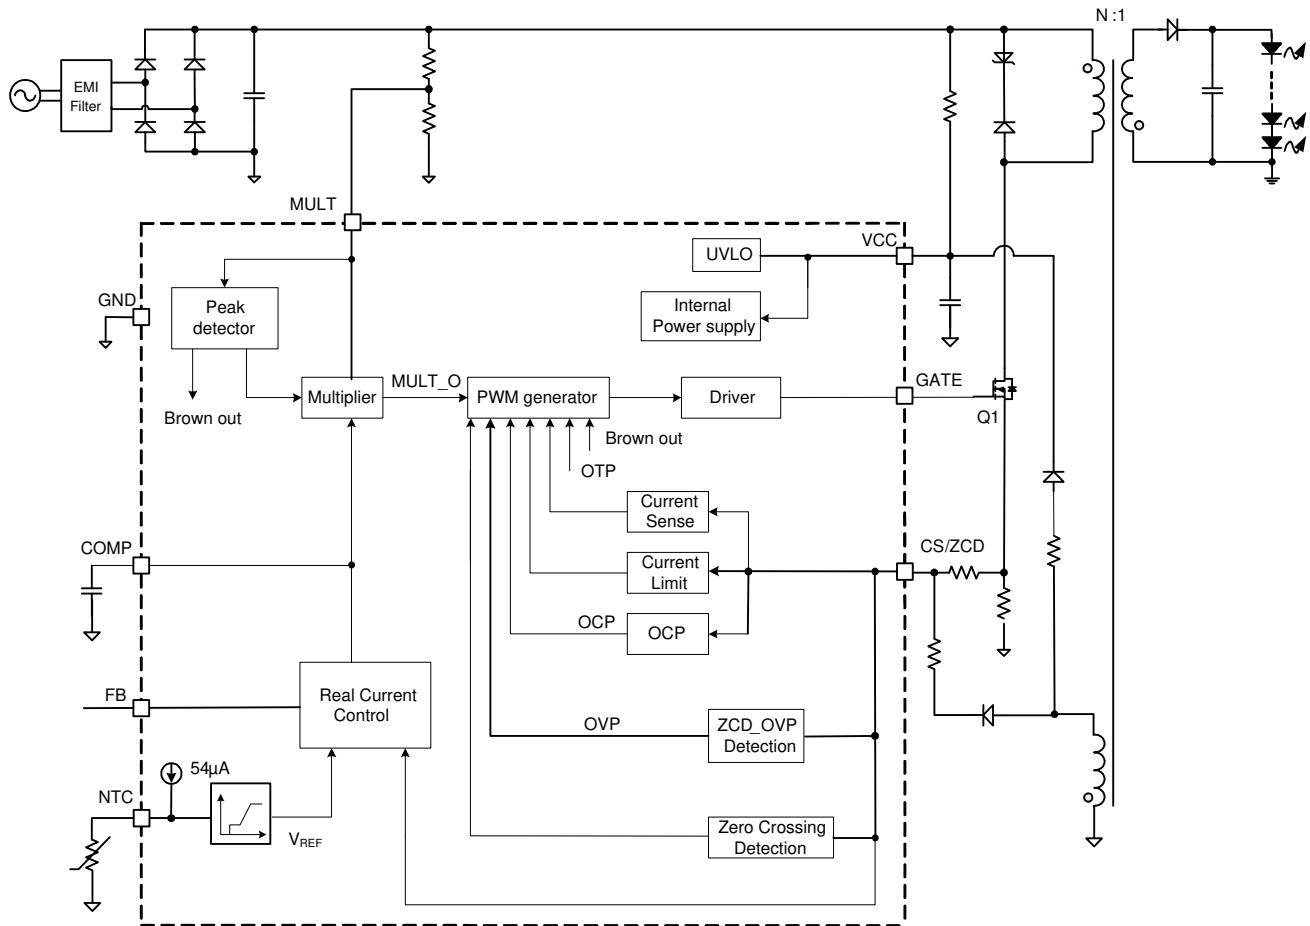 N :1
EMI
Filter
MULT
VCC
UVLO
GND
Peak
detector
Internal
Power supply
MULT_O
GATE
Multiplier
PWM generator
Driver
Brown out
Q1
Brown out
OTP
Current
Sense
COMP
CS/ZCD
Current
Limit
OCP
OCP
FB
Real Current
Control
OVP
ZCD_OVP
Detection
54µA
NTC
VREF
Zero Crossing
Detection